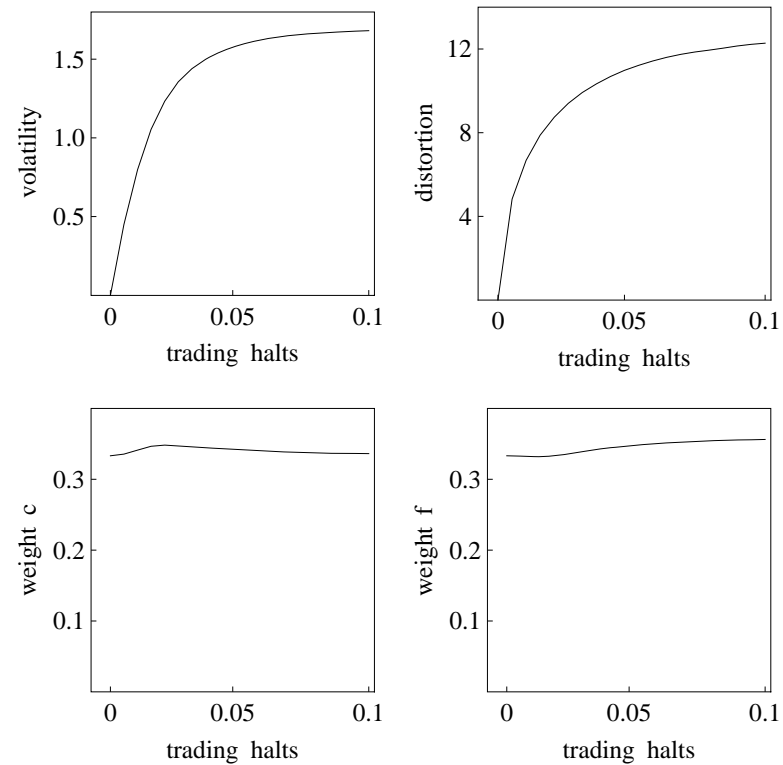 volatility
1.5
1.0
0.5
0 0.05 0.1
trading halts
distortion
12
8
4
0 0.05 0.1
trading halts
weight c
0.3
0.2
0.1
0 0.05 0.1
trading halts
weight f
0.3
0.2
0.1
0 0.05 0.1
trading halts